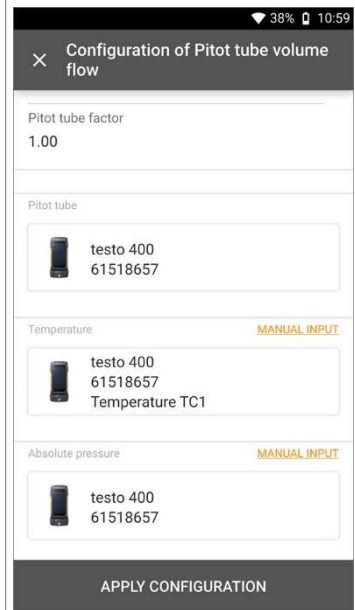 38% 10:59
Configuration of Pitot tube volume
flow
Pitot tube factor
1.00
Pitot tube
testo 400
61518657
Temperature MANUAL INPUT
testo 400
61518657
Temperature TC1
Absolute pressure MANUAL INPUT
testo 400
61518657
APPLY CONFIGURATION